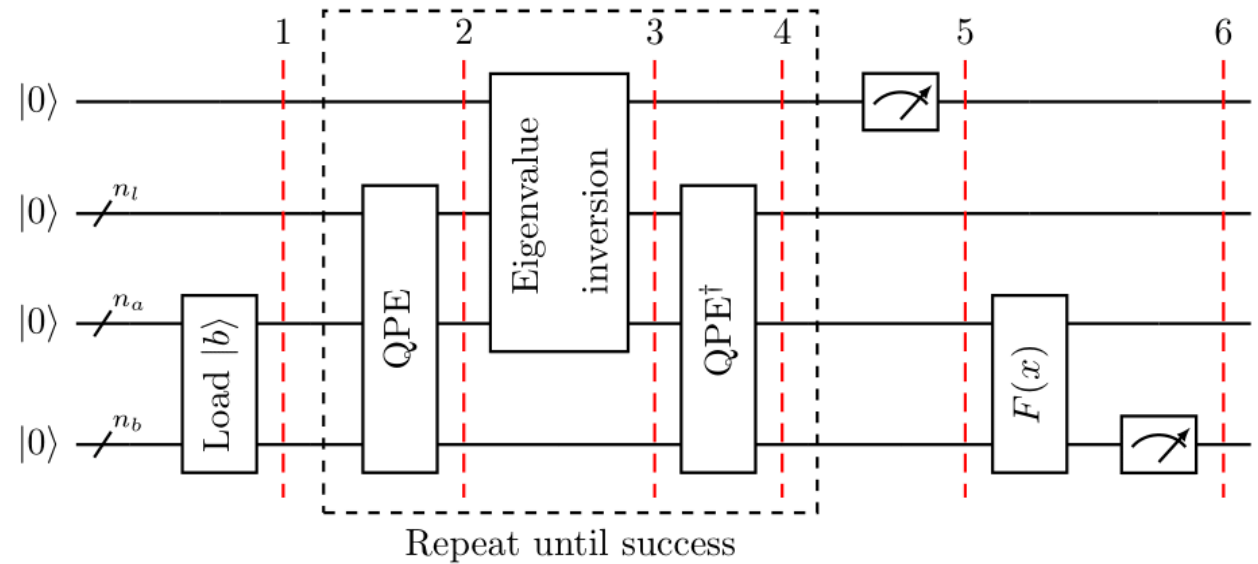 1 2 3 4 5 6
|0⟩
|0⟩ n_l
|0⟩ n_a
|0⟩ n_b
Load |b⟩
QPE
Eigenvalue
inversion
QPE†
F(x)
Repeat until success